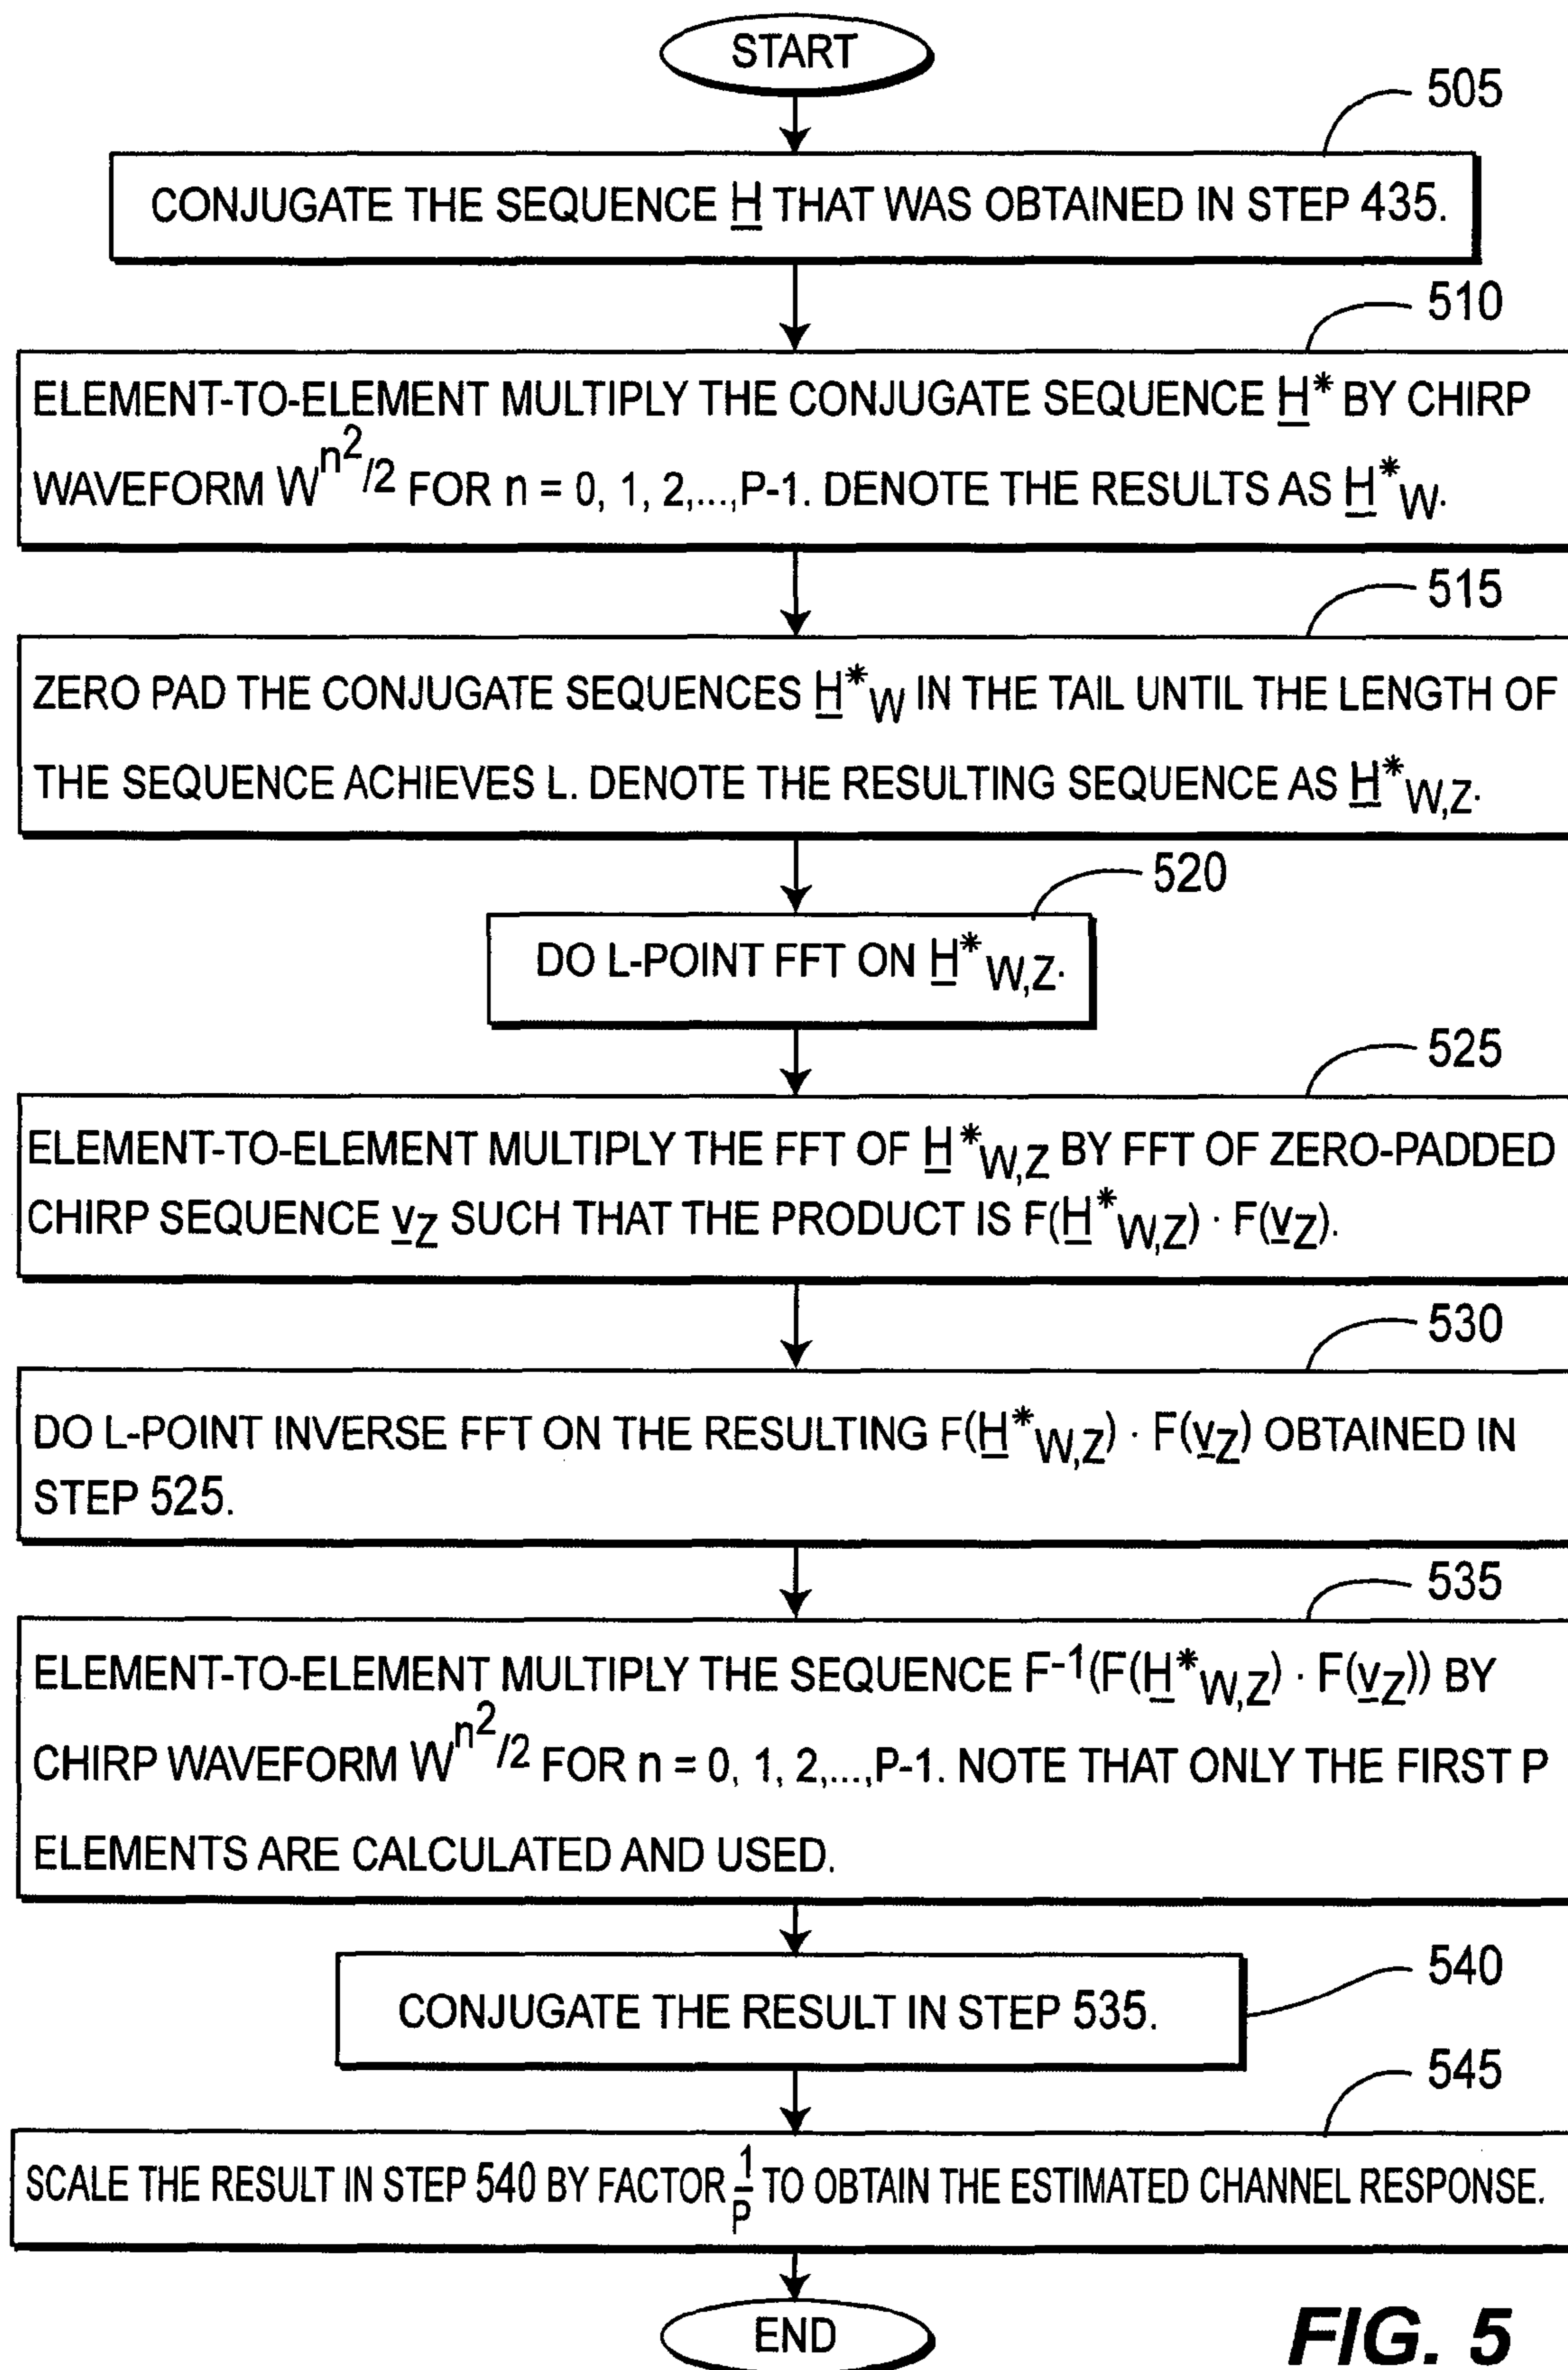 START
505
CONJUGATE THE SEQUENCE H THAT WAS OBTAINED IN STEP 435.
510
ELEMENT-TO-ELEMENT MULTIPLY THE CONJUGATE SEQUENCE H* BY CHIRP
WAVEFORM W^n²/2 FOR n = 0, 1, 2,...,P-1. DENOTE THE RESULTS AS H*W.
515
ZERO PAD THE CONJUGATE SEQUENCES H*W IN THE TAIL UNTIL THE LENGTH OF
THE SEQUENCE ACHIEVES L. DENOTE THE RESULTING SEQUENCE AS H*W,Z.
520
DO L-POINT FFT ON H*W,Z.
525
ELEMENT-TO-ELEMENT MULTIPLY THE FFT OF H*W,Z BY FFT OF ZERO-PADDED
CHIRP SEQUENCE vZ SUCH THAT THE PRODUCT IS F(H*W,Z) · F(vZ).
530
DO L-POINT INVERSE FFT ON THE RESULTING F(H*W,Z) · F(vZ) OBTAINED IN
STEP 525.
535
ELEMENT-TO-ELEMENT MULTIPLY THE SEQUENCE F-1(F(H*W,Z) · F(vZ)) BY
CHIRP WAVEFORM W^n²/2 FOR n = 0, 1, 2,...,P-1. NOTE THAT ONLY THE FIRST P
ELEMENTS ARE CALCULATED AND USED.
540
CONJUGATE THE RESULT IN STEP 535.
545
SCALE THE RESULT IN STEP 540 BY FACTOR 1/P TO OBTAIN THE ESTIMATED CHANNEL RESPONSE.
END
FIG. 5